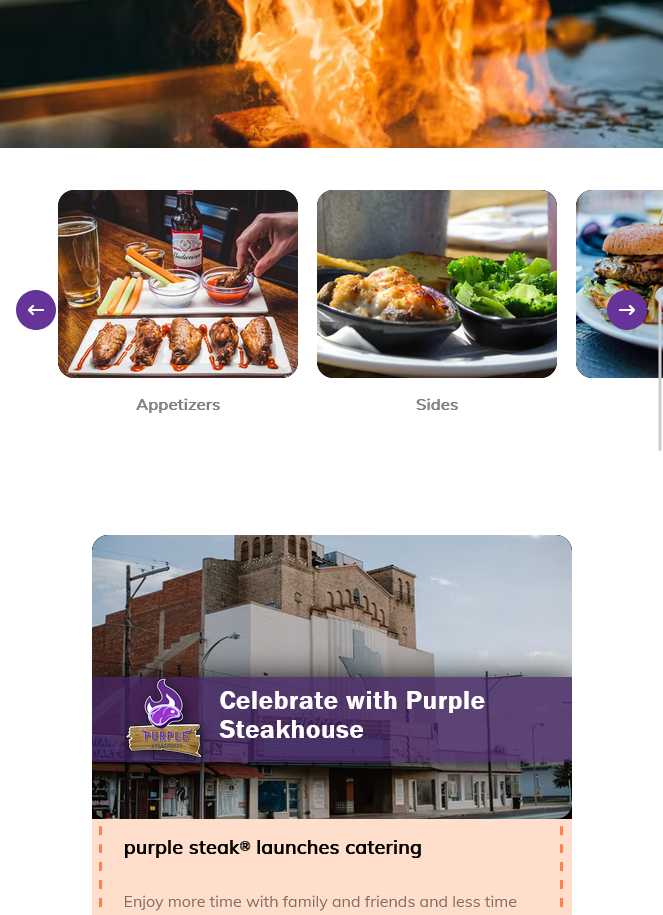 Budweiser
Appetizers
Sides
Celebrate with Purple
Steakhouse
PURPLE
purple steak® launches catering
Enjoy more time with family and friends and less time